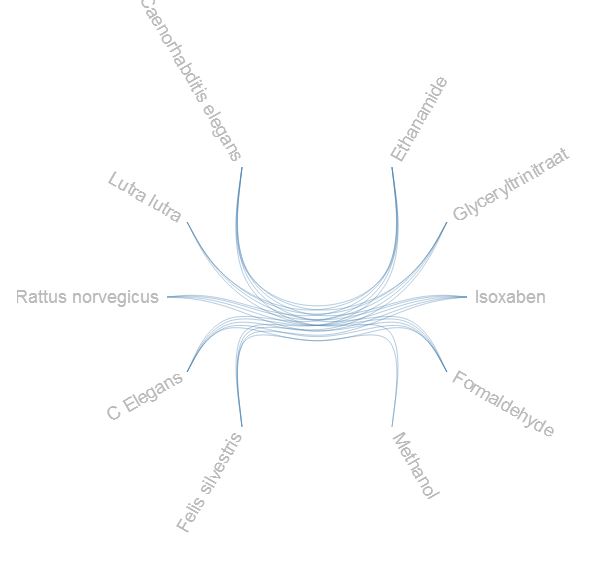 Caenorhabditis elegans
Ethanamide
Lutra lutra
Glyceryltrinitraat
Rattus norvegicus
Isoxaben
C Elegans
Formaldehyde
Felis silvestris
Methanol